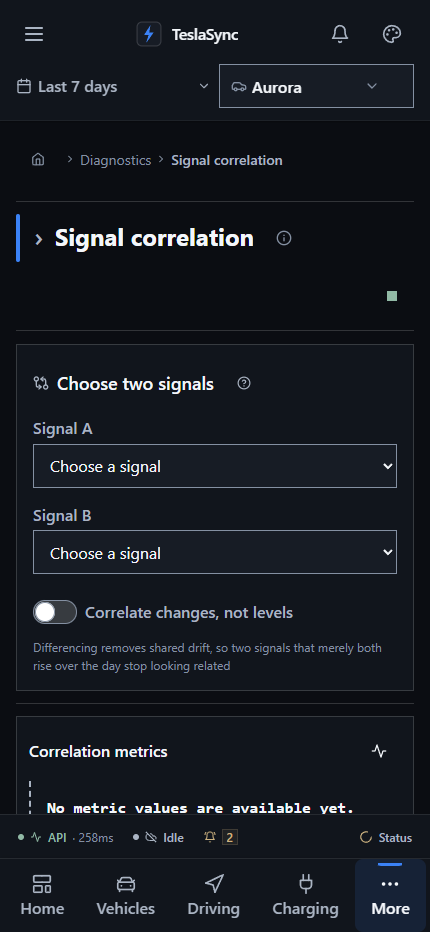 TeslaSync
Last 7 days
Aurora
Diagnostics
Signal correlation
Signal correlation
Choose two signals
Signal A
Choose a signal
Signal B
Choose a signal
Correlate changes, not levels
Differencing removes shared drift, so two signals that merely both
rise over the day stop looking related
Correlation metrics
No metric values are available yet.
API · 258ms
Idle
2
Status
Home
Vehicles
Driving
Charging
More